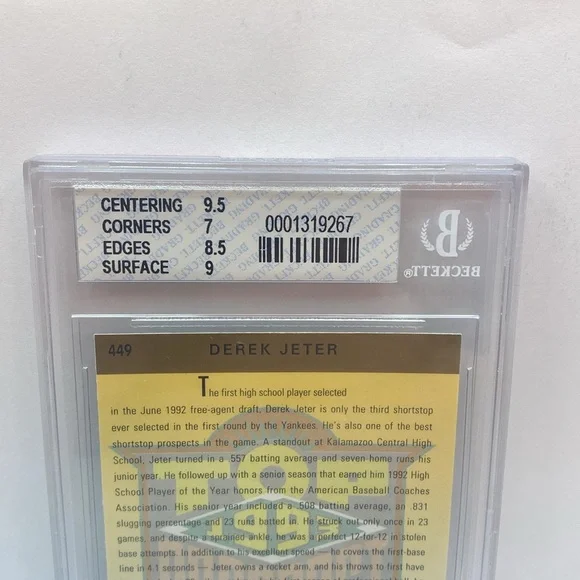 CENTERING 9.5
CORNERS 7
EDGES 8.5
SURFACE 9
0001319267
B
BECKETT®
449 DEREK JETER
The first high school player selected
in the June 1992 free-agent draft, Derek Jeter is only the third shortstop
ever selected in the first round by the Yankees. He's also one of the best
shortstop prospects in the game. A standout at Kalamazoo Central High
School, Jeter turned in a .557 batting average and seven home runs his
junior year. He followed up with a senior season that earned him 1992 High
School Player of the Year honors from the American Baseball Coaches
Association. His senior year included a .508 batting average, an .831
slugging percentage and 23 runs batted in. He struck out only once in 23
games, and despite a sprained ankle, he was a perfect 12-for-12 in stolen
base attempts. In addition to his excellent speed — he covers the first-base
line in 4.1 seconds — Jeter owns a rocket arm, and his throws to first have